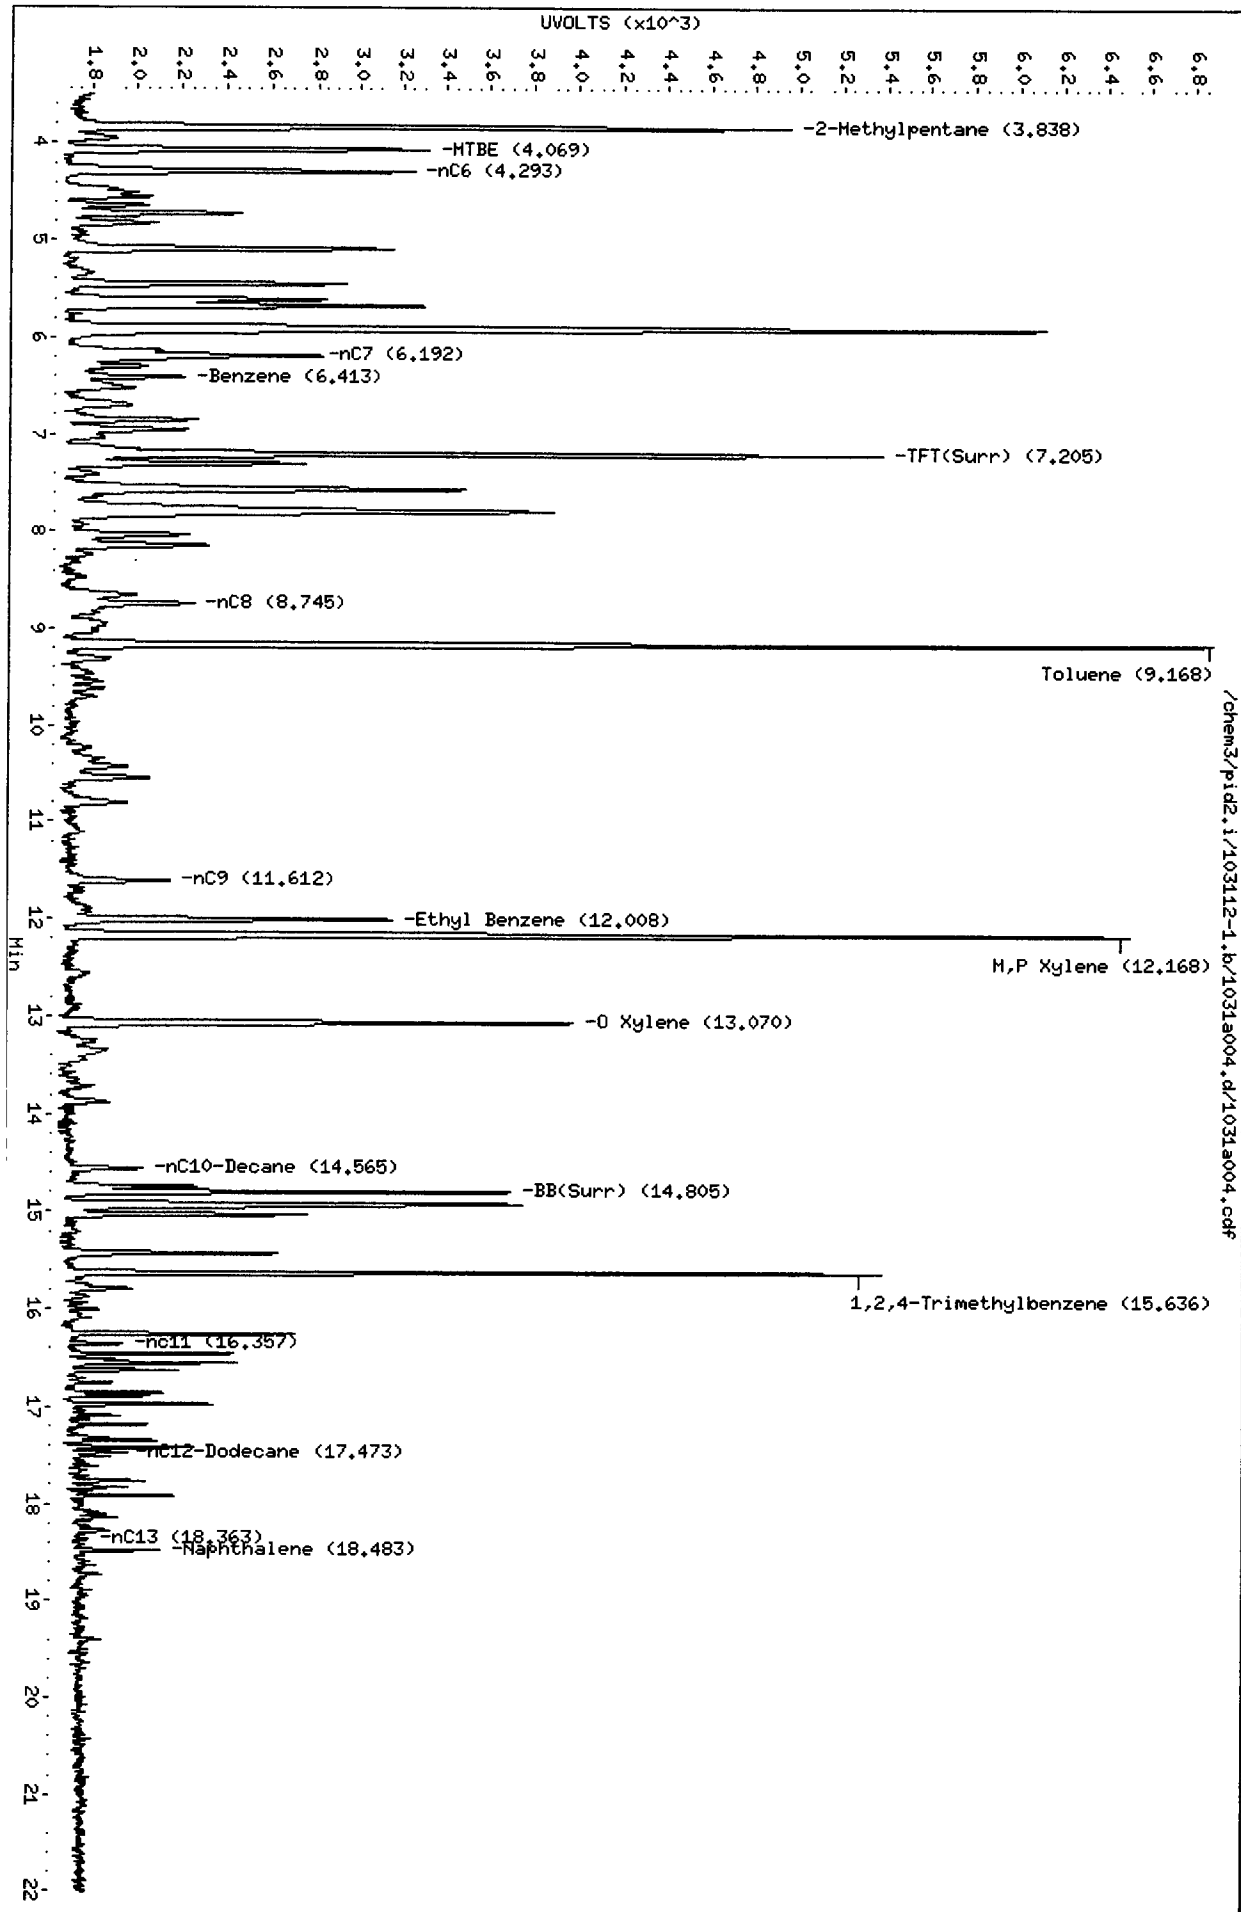 UVOLTS (x10^3)
1.8
2.0
2.2
2.4
2.6
2.8
3.0
3.2
3.4
3.6
3.8
4.0
4.2
4.4
4.6
4.8
5.0
5.2
5.4
5.6
5.8
6.0
6.2
6.4
6.6
6.8
-2-Methylpentane (3.838)
4
-MTBE (4.069)
-nC6 (4.293)
5
6
-nC7 (6.192)
-Benzene (6.413)
7
-TFT(Surr) (7.205)
8
-nC8 (8.745)
9
Toluene (9.168)
/chem3/pid2.i/103112-1.b/1031a004.d/1031a004.cdf
10
11
-nC9 (11.612)
12
-Ethyl Benzene (12.008)
Min
M,P Xylene (12.168)
13
-O Xylene (13.070)
14
-nC10-Decane (14.565)
-BB(Surr) (14.805)
15
1,2,4-Trimethylbenzene (15.636)
16
-nc11 (16.357)
17
-nC12-Dodecane (17.473)
18
-nC13 (18.363)
-Naphthalene (18.483)
19
20
21
22